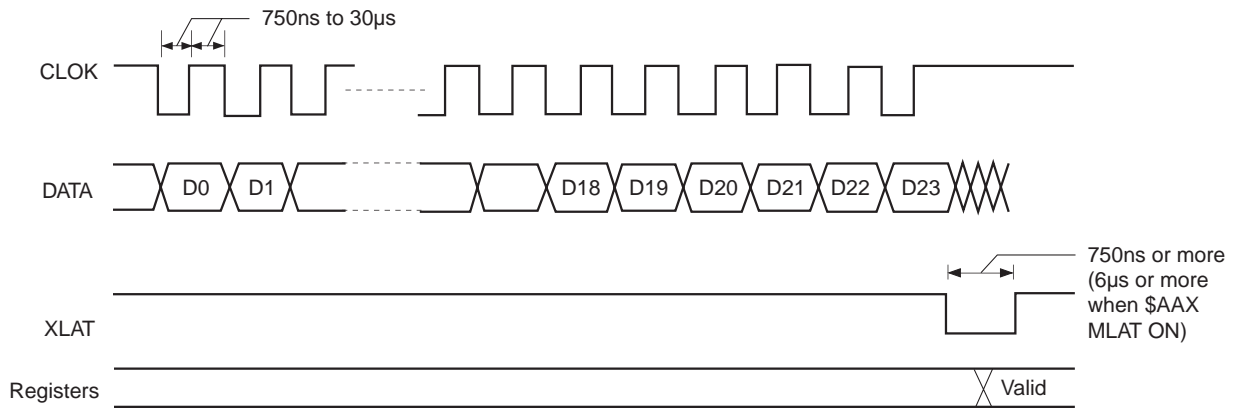 750ns to 30µs
CLOK
DATA
D0 D1 D18 D19 D20 D21 D22 D23
750ns or more
(6µs or more
when $AAX
MLAT ON)
XLAT
Registers
Valid